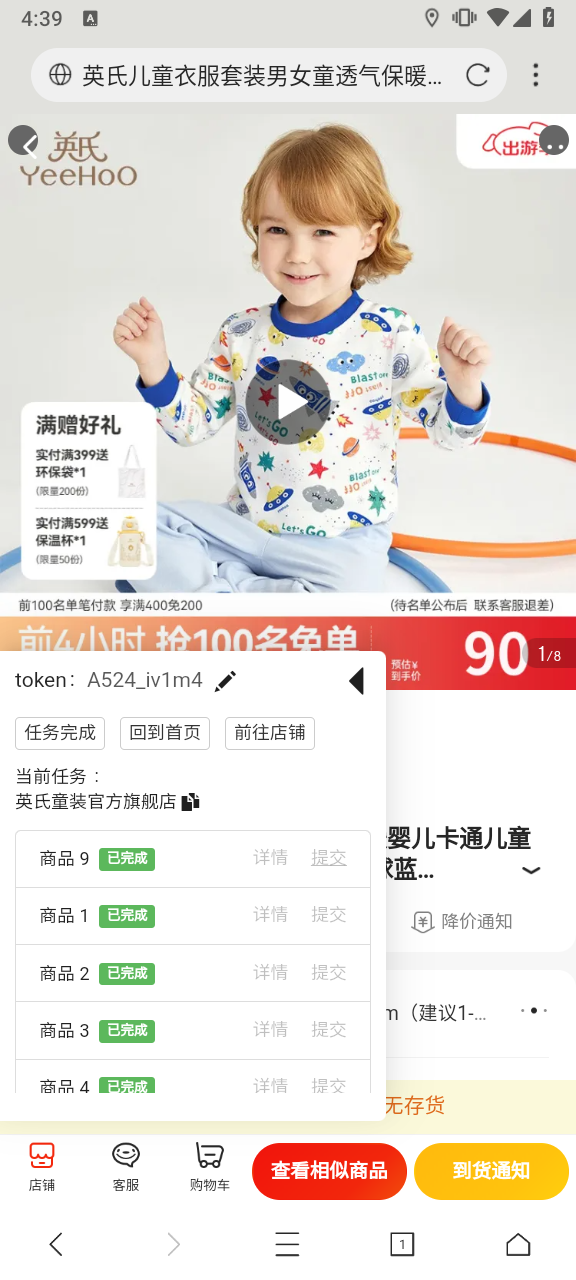 4:39
A
英氏儿童衣服套装男女童透气保暖...
英氏
YeeHoO
满赠好礼
实付满399送
环保袋*1
(限量200份)
实付满599送
保温杯*1
(限量50份)
Blast OFF
Let'sGO
Let'sGo
前100名单笔付款 享满400免200
(待名单公布后 联系客服退差)
前4小时 抢100名免单
预估¥
到手价
90
1/8
token: A524_iv1m4
任务完成 回到首页 前往店铺
当前任务：
英氏童装官方旗舰店
商品 9 已完成 详情 提交
商品 1 已完成 详情 提交
商品 2 已完成 详情 提交
商品 3 已完成 详情 提交
商品 4 已完成 详情 提交
婴儿卡通儿童
球蓝...
降价通知
m（建议1-...
无存货
店铺 客服 购物车 查看相似商品 到货通知
1